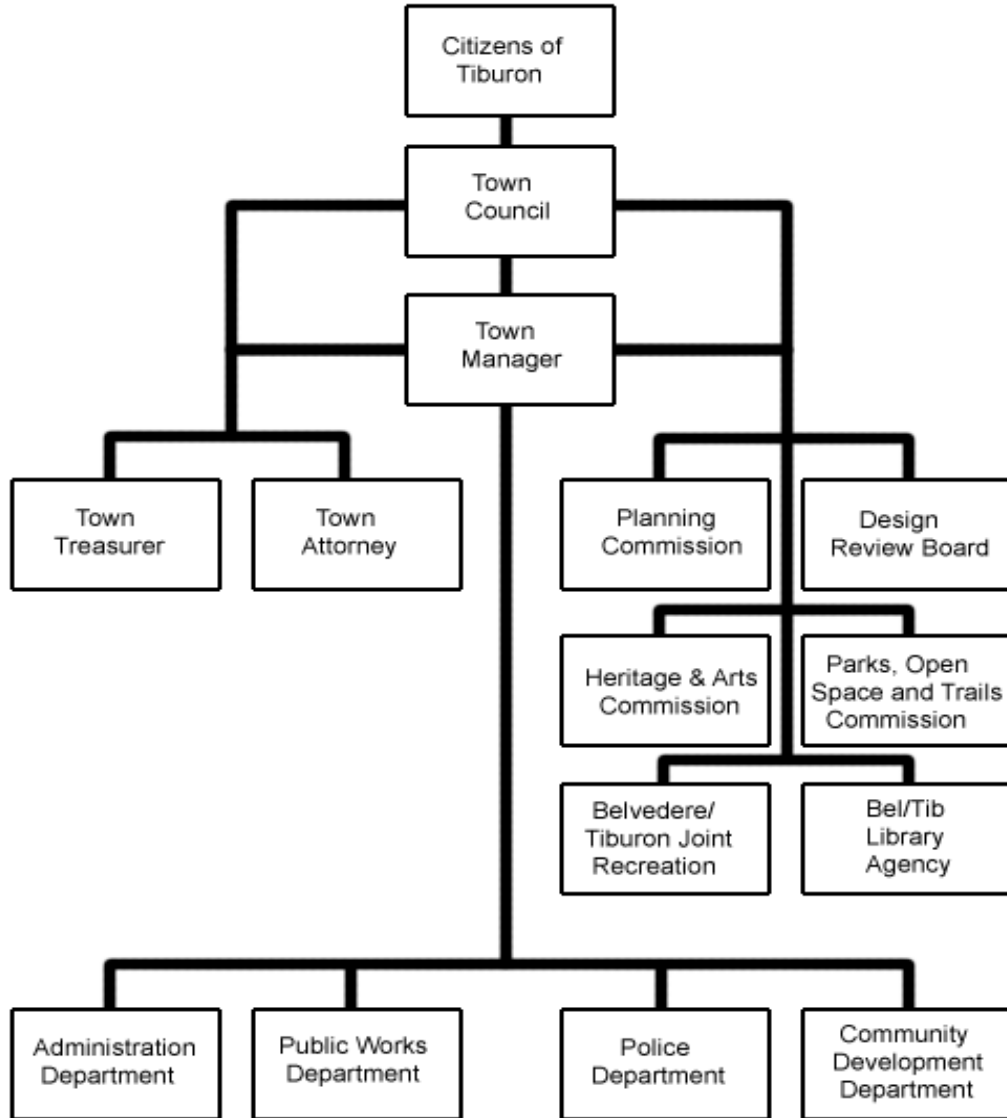 Citizens of
Tiburon
Town
Council
Town
Manager
Town
Treasurer
Town
Attorney
Planning
Commission
Design
Review Board
Heritage & Arts
Commission
Parks, Open
Space and Trails
Commission
Belvedere/
Tiburon Joint
Recreation
Bel/Tib
Library
Agency
Administration
Department
Public Works
Department
Police
Department
Community
Development
Department